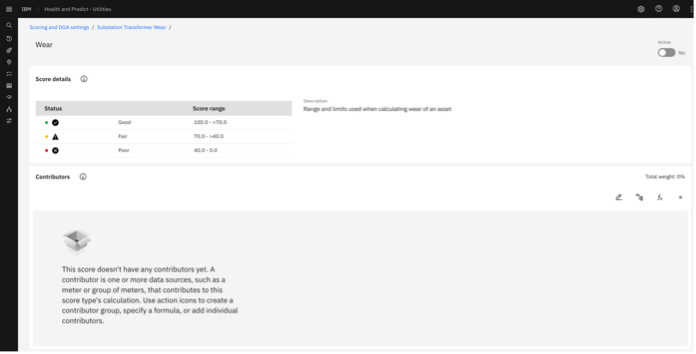 IBM Health and Predict - Utilities
Scoring and DGA settings / Substation Transformer Wear /
Wear
Active
No
Score details
Status Score range
Good 100.0 - >70.0
Fair 70.0 - >40.0
Poor 40.0 - 0.0
Description
Range and limits used when calculating wear of an asset
Contributors
Total weight: 0%
This score doesn't have any contributors yet. A
contributor is one or more data sources, such as a
meter or group of meters, that contributes to this
score type's calculation. Use action icons to create a
contributor group, specify a formula, or add individual
contributors.